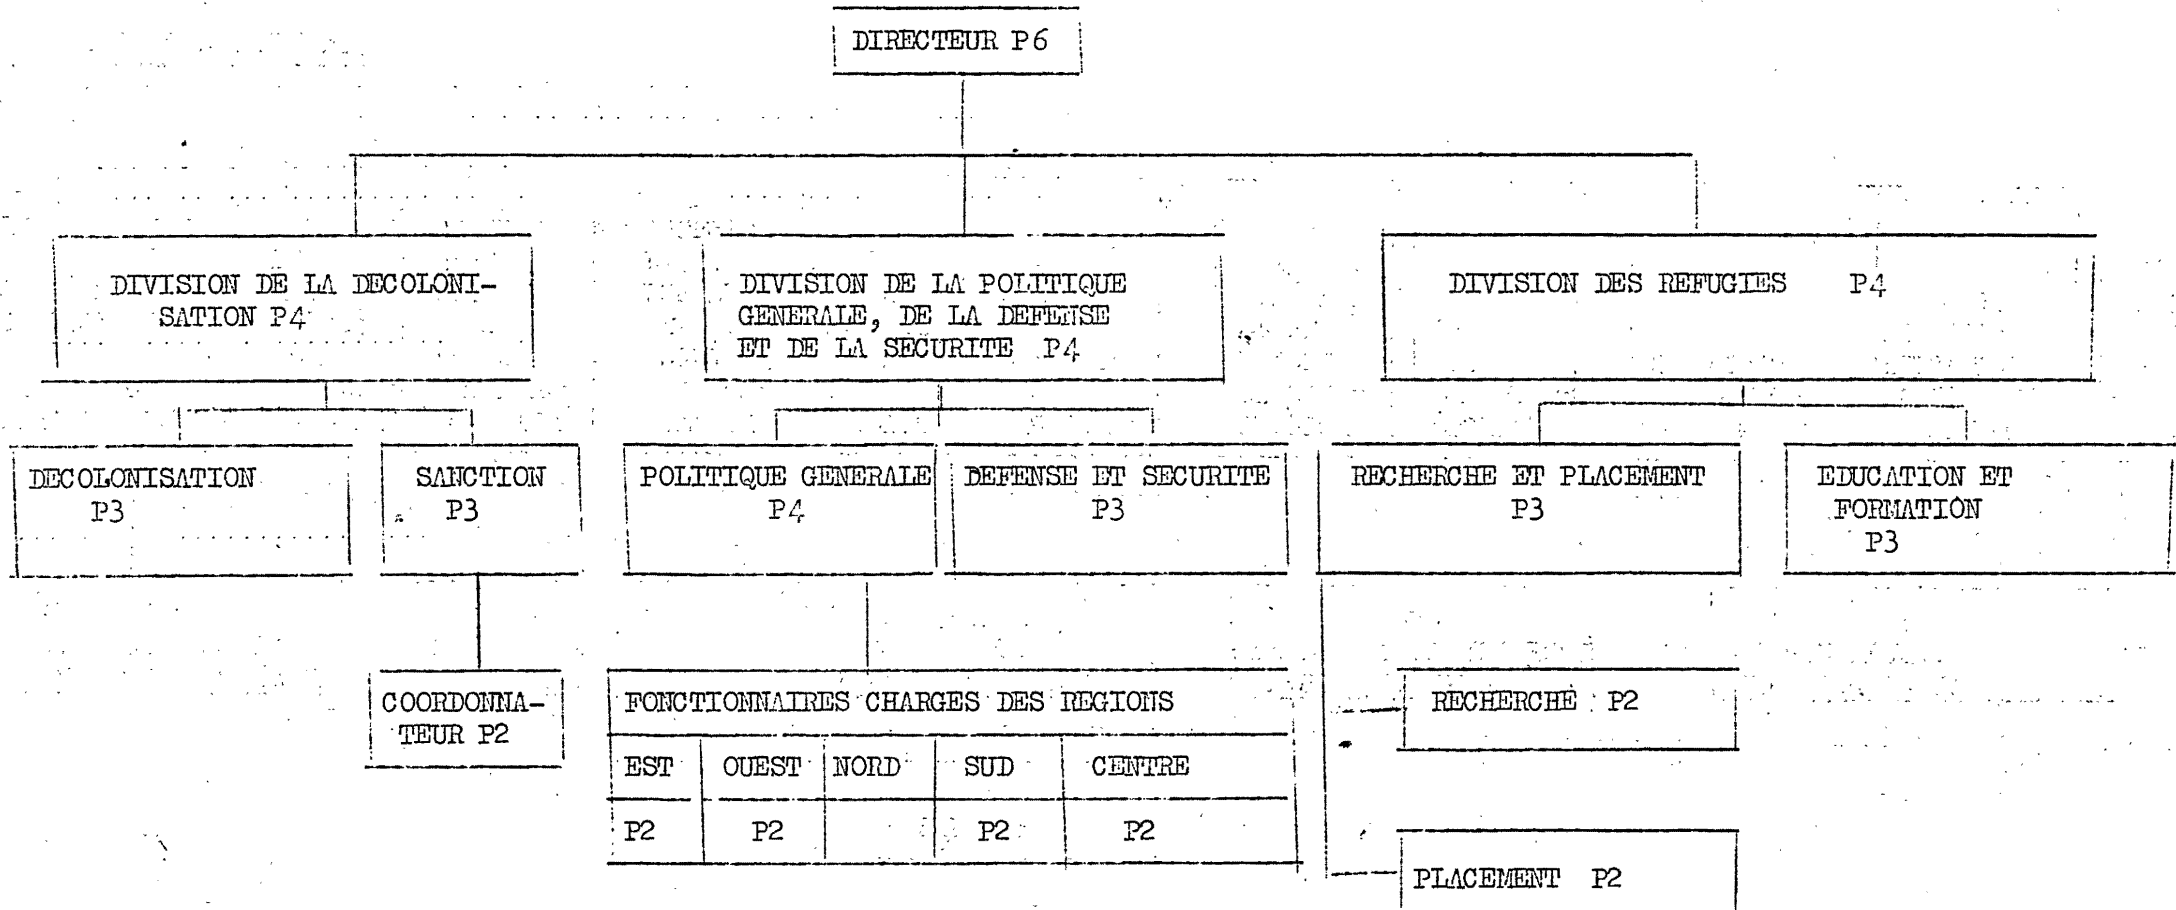 DIRECTEUR P6
DIVISION DE LA DECOLONI-
SATION P4
DIVISION DE LA POLITIQUE
GENERALE, DE LA DEFENSE
ET DE LA SECURITE P4
DIVISION DES REFUGIES P4
DECOLONISATION
P3
SANCTION
P3
POLITIQUE GENERALE
P4
DEFENSE ET SECURITE
P3
RECHERCHE ET PLACEMENT
P3
EDUCATION ET
FORMATION
P3
COORDONNA-
TEUR P2
FONCTIONNAIRES CHARGES DES REGIONS
EST OUEST NORD SUD CENTRE
P2 P2 P2 P2
RECHERCHE P2
PLACEMENT P2